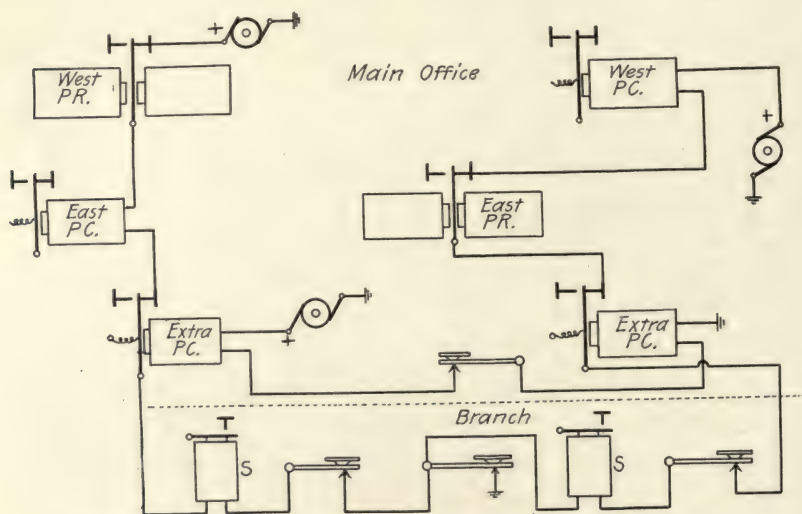 +
West
PR.
Main Office
West
PC.
+
East
PC.
East
PR.
Extra
PC.
+
Extra
PC.
Branch
S
S